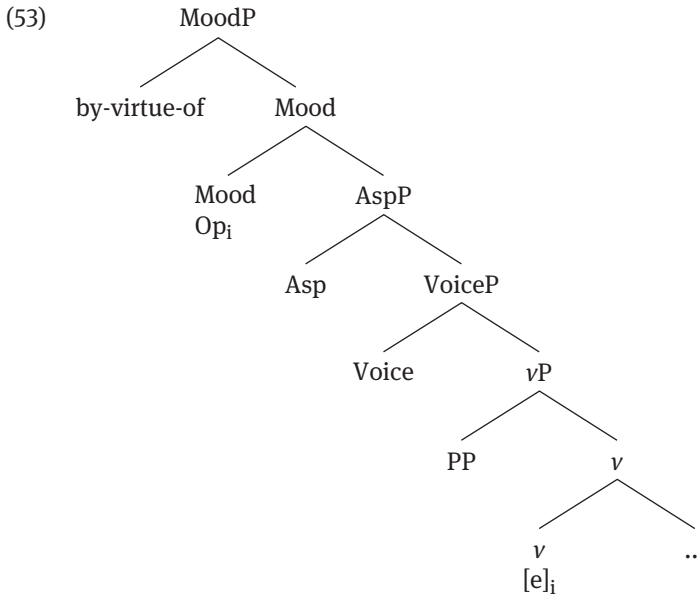 (53) MoodP
by-virtue-of Mood
Mood AspP
Opi
Asp VoiceP
Voice vP
PP v
v ..
[e]i